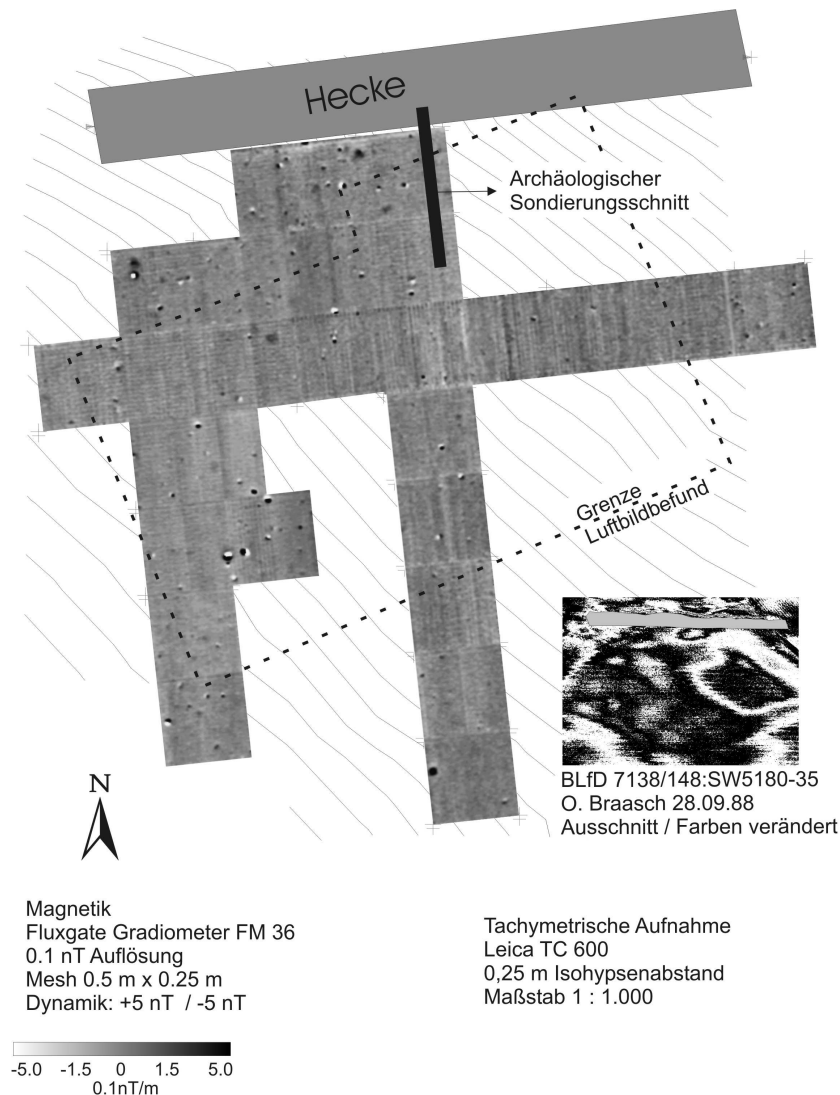 Hecke
Archäologischer
Sondierungsschnitt
Grenze
Luftbildbefund
BLfD 7138/148:SW5180-35
O. Braasch 28.09.88
Ausschnitt / Farben verändert
N
Magnetik
Fluxgate Gradiometer FM 36
0.1 nT Auflösung
Mesh 0.5 m x 0.25 m
Dynamik: +5 nT / -5 nT
Tachymetrische Aufnahme
Leica TC 600
0,25 m Isohypsenabstand
Maßstab 1 : 1.000
-5.0 -1.5 0 1.5 5.0
0.1nT/m